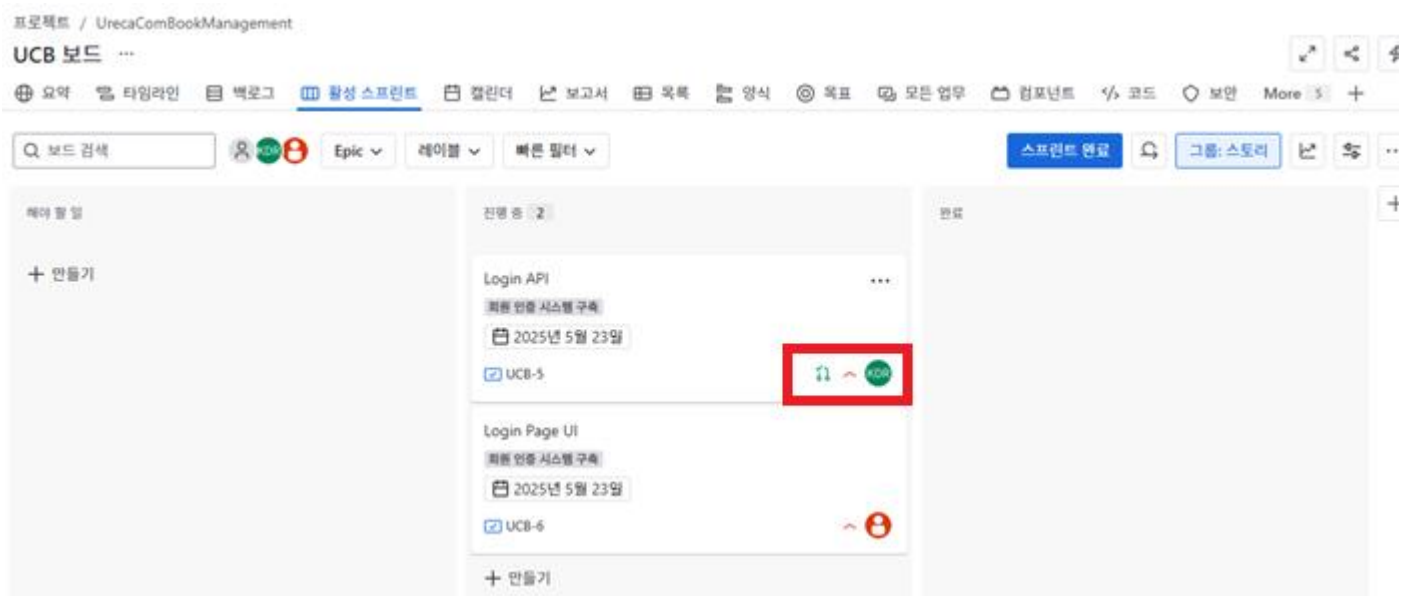 프로젝트 / UrecaComBookManagement
UCB 보드 ...
요약 타임라인 백로그 활성 스프린트 캘린더 보고서 목록 양식 목표 모든 업무 컴포넌트 코드 보안 More 5
보드 검색 KDR Epic 레이블 빠른 필터 스프린트 완료 그룹: 스토리
해야 할 일
만들기
진행 중 2
Login API
회원 인증 시스템 구축
2025년 5월 23일
UCB-5 KDR
Login Page UI
회원 인증 시스템 구축
2025년 5월 23일
UCB-6
만들기
완료